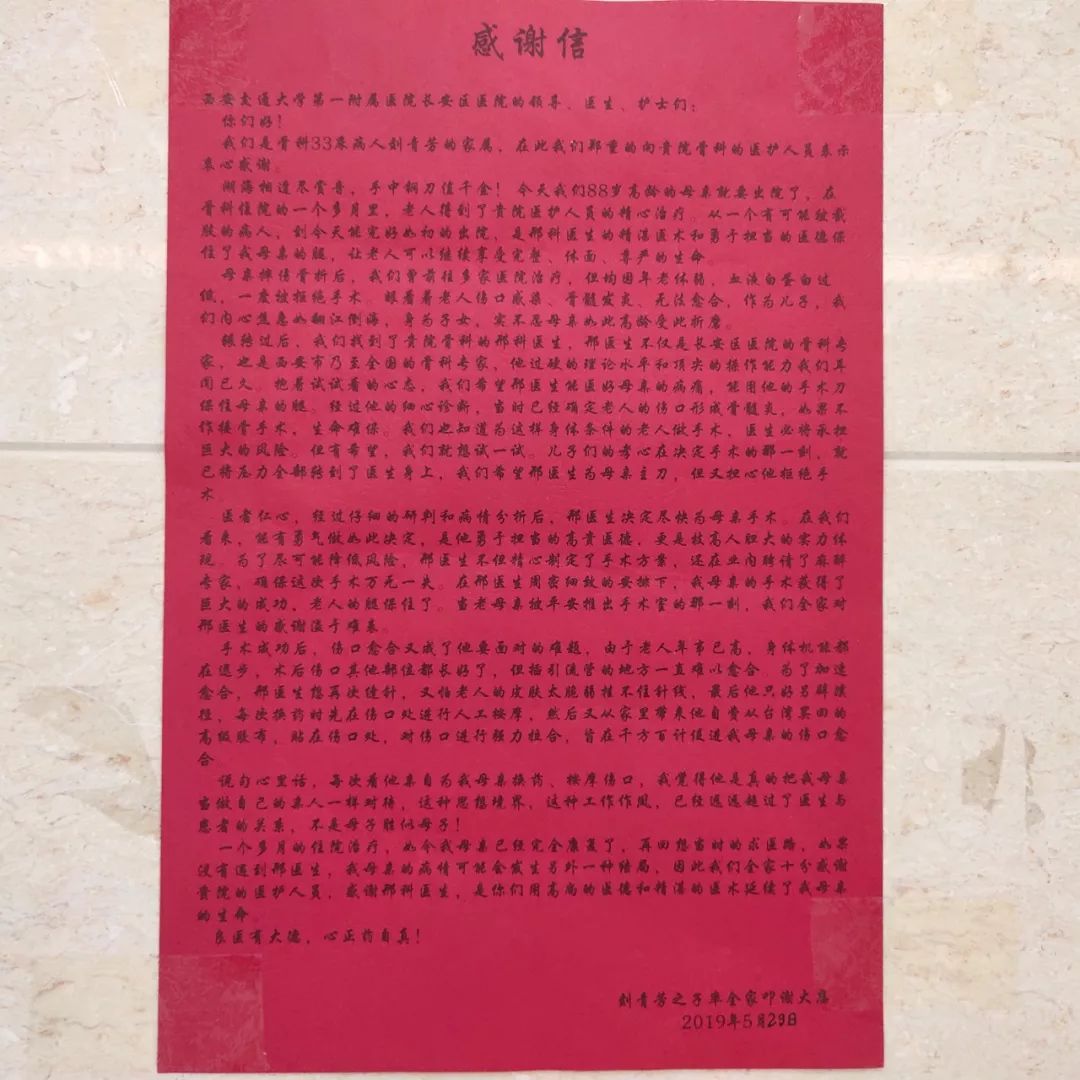 感谢信
西安交通大学第一附属医院长安区医院的领导、医生、护士们：
你们好！
我们是骨科33床病人刘青芳的家属，在此我们郑重的向贵院骨科的医护人员表示
衷心感谢。
湖海相逢尽赏音，手中钢刀值千金！今天我们88岁高龄的母亲就要出院了，在
骨科住院的一个多月里，老人得到了贵院医护人员的精心治疗。从一个有可能被截
肢的病人，到今天能完好如初的出院，是邢科医生的精湛医术和勇于担当的医德保
住了我母亲的腿，让老人可以继续享受完整、体面、尊严的生命。
母亲摔伤骨折后，我们曾前往多家医院治疗，但均因年老体弱，血液白蛋白过
低，一度被拒绝手术。眼看着老人伤口感染、骨髓发炎、无法愈合，作为儿子，我
们内心焦急如翻江倒海，身为子女，实不忍母亲如此高龄受此折磨。
辗转过后，我们找到了贵院骨科的邢科医生，邢医生不仅是长安区医院的骨科专
家，也是西安市乃至全国的骨科专家，他过硬的理论水平和顶尖的操作能力我们耳
闻已久。抱着试试看的心态，我们希望邢医生能医好母亲的病痛，能用他的手术刀
保住母亲的腿。经过他的细心诊断，当时已经确定老人的伤口形成骨髓炎，如果不
作接骨手术，生命难保。我们也知道为这样身体条件的老人做手术，医生必将承担
巨大的风险。但有希望，我们就想试一试。儿子们的孝心在决定手术的那一刻，就
已将压力全部转到了医生身上，我们希望邢医生为母亲主刀，但又担心他拒绝手
术。
医者仁心，经过仔细的研判和病情分析后，邢医生决定尽快为母亲手术。在我们
看来，能有勇气做如此决定，是他勇于担当的高贵医德，更是技高人胆大的实力体
现。为了尽可能降低风险，邢医生不但精心制定了手术方案，还在业内聘请了麻醉
专家，确保这次手术万无一失。在邢医生周密细致的安排下，我母亲的手术获得了
巨大的成功，老人的腿保住了。当老母亲被平安推出手术室的那一刻，我们全家对
邢医生的感谢溢于难表。
手术成功后，伤口愈合又成了他要面对的难题，由于老人年事已高，身体机能都
在退步，术后伤口其他部位都长好了，但插引流管的地方一直难以愈合。为了加速
愈合，邢医生想再次缝针，又怕老人的皮肤太脆弱挂不住针线，最后他只好另辟溪
径，每次换药时先在伤口处进行人工按摩，然后又从家里带来他自费从台湾买回的
高级胶布，贴在伤口处，对伤口进行强力拉合，皆在千方百计促进我母亲的伤口愈
合。
说句心里话，每次看他亲自为我母亲换药、按摩伤口，我觉得他是真的把我母亲
当做自己的亲人一样对待，这种思想境界，这种工作作风，已经远远超过了医生与
患者的关系，不是母子胜似母子！
一个多月的住院治疗，如今我母亲已经完全康复了，再回想当时的求医路，如果
没有遇到邢医生，我母亲的病情可能会发生另外一种结局，因此我们全家十分感谢
贵院的医护人员，感谢邢科医生，是你们用高尚的医德和精湛的医术延续了我母亲
的生命。
良医有大德，心正药自真！
刘青芳之子率全家叩谢大恩
2019年5月29日